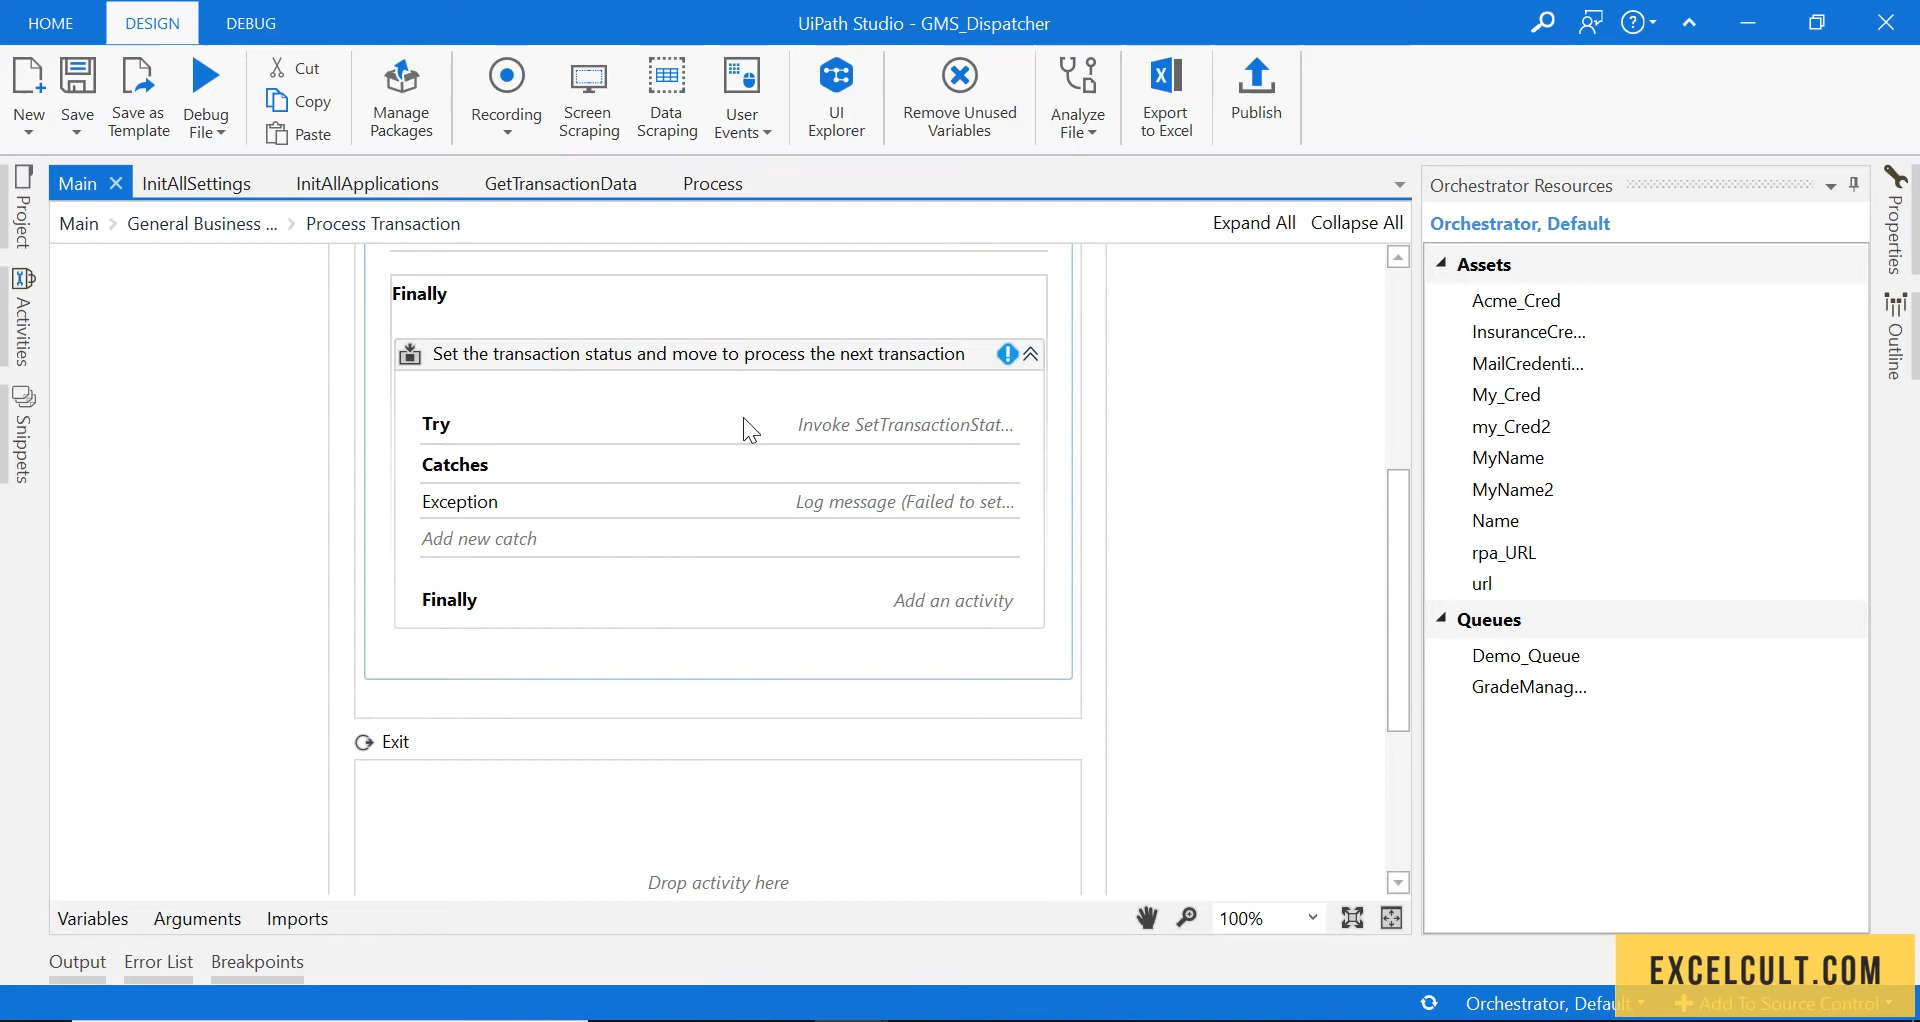 HOME DESIGN DEBUG UiPath Studio - GMS_Dispatcher
New Save Save as Template Debug File Cut Copy Paste Manage Packages Recording Screen Scraping Data Scraping User Events UI Explorer Remove Unused Variables Analyze File Export to Excel Publish
Main InitAllSettings InitAllApplications GetTransactionData Process
Main General Business ... Process Transaction Expand All Collapse All
Project
Activities
Snippets
Finally
Set the transaction status and move to process the next transaction
Try Invoke SetTransactionStat...
Catches
Exception Log message (Failed to set...
Add new catch
Finally Add an activity
Exit
Drop activity here
Variables Arguments Imports 100%
Orchestrator Resources
Orchestrator, Default
Assets
Acme_Cred
InsuranceCre...
MailCredenti...
My_Cred
my_Cred2
MyName
MyName2
Name
rpa_URL
url
Queues
Demo_Queue
GradeManag...
Properties
Outline
Output Error List Breakpoints
EXCELCULT.COM
Orchestrator, Default Add To Source Control